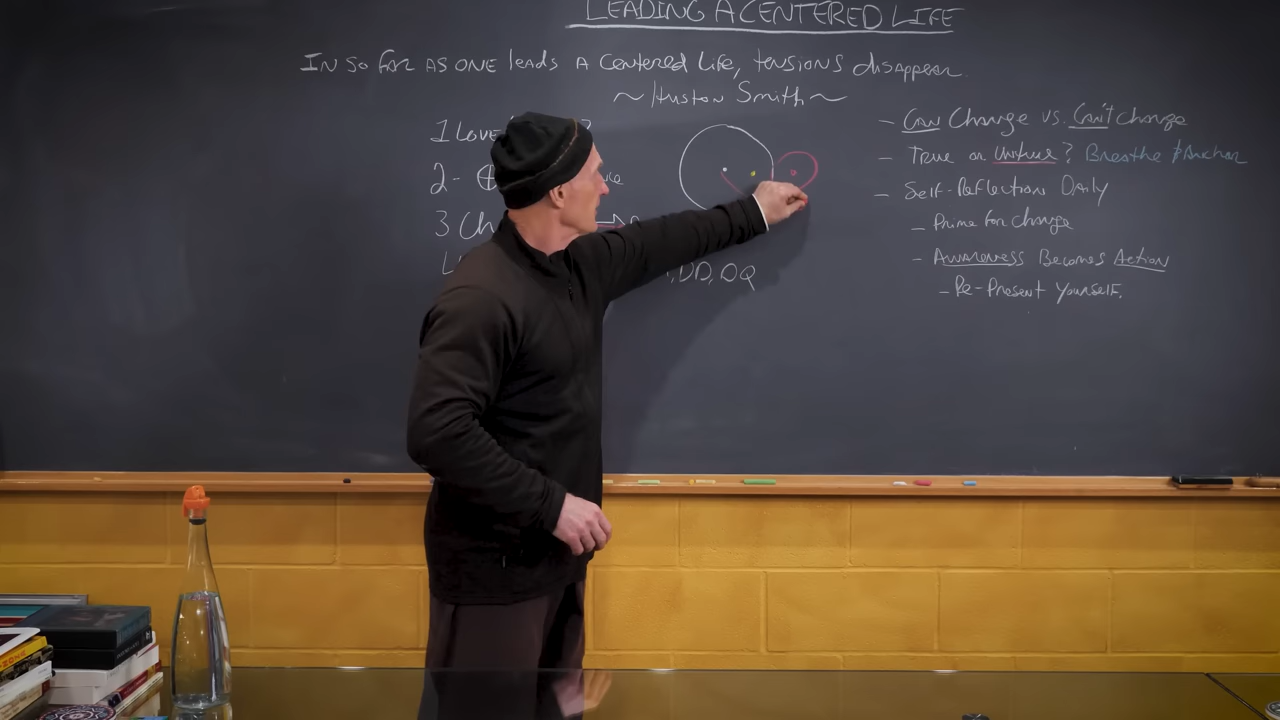 LEADING A CENTERED LIFE
IN SO FAR AS ONE leads A Centered Life, tensions disappear.
~ Huston Smith ~
1 Love
2-
3 Ch
, DD, DQ
- Can Change vs. Can't change
- True or Untrue? Breathe & Anchor
- Self-Reflection Daily
- Prime for change
- Awareness Becomes Action
- Re-Present Yourself.